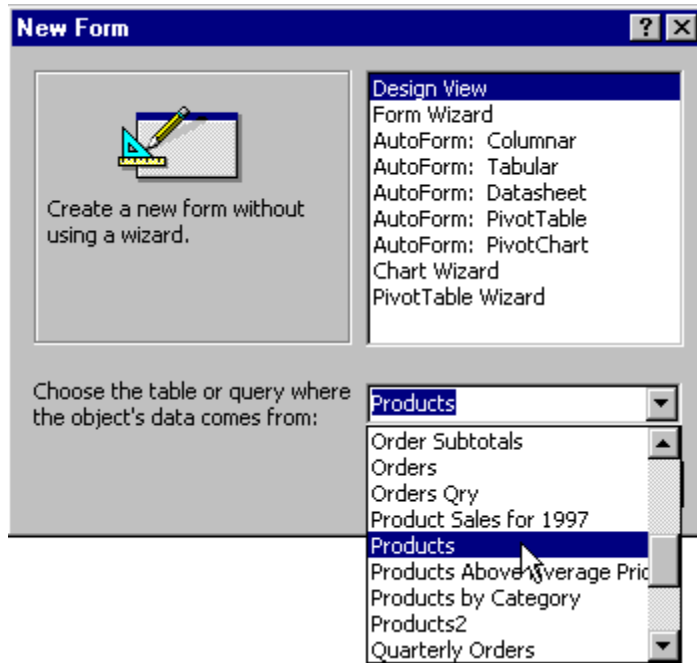 New Form
Create a new form without
using a wizard.
Design View
Form Wizard
AutoForm: Columnar
AutoForm: Tabular
AutoForm: Datasheet
AutoForm: PivotTable
AutoForm: PivotChart
Chart Wizard
PivotTable Wizard
Choose the table or query where
the object's data comes from:
Products
Order Subtotals
Orders
Orders Qry
Product Sales for 1997
Products
Products Above Average Pric
Products by Category
Products2
Quarterly Orders